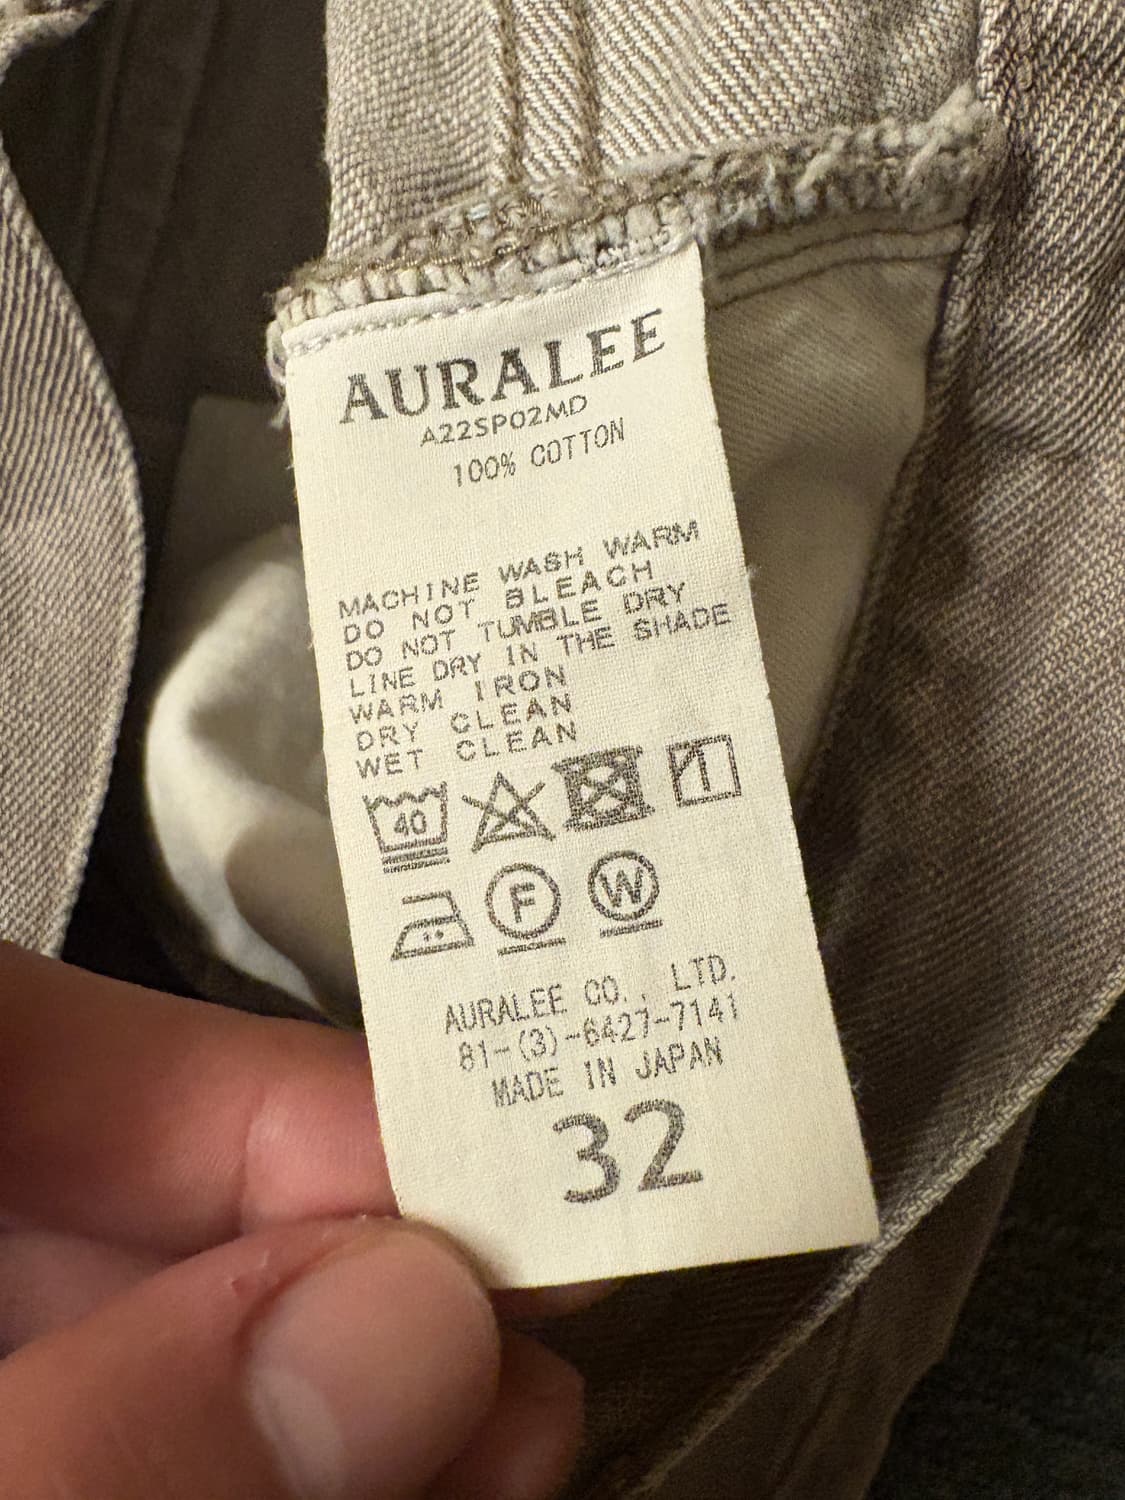 AURALEE
A22SP02MD
100% COTTON
MACHINE WASH WARM
DO NOT BLEACH
DO NOT TUMBLE DRY
LINE DRY IN THE SHADE
WARM IRON
DRY CLEAN
WET CLEAN
40
F W
AURALEE CO., LTD.
81-(3)-6427-7141
MADE IN JAPAN
32